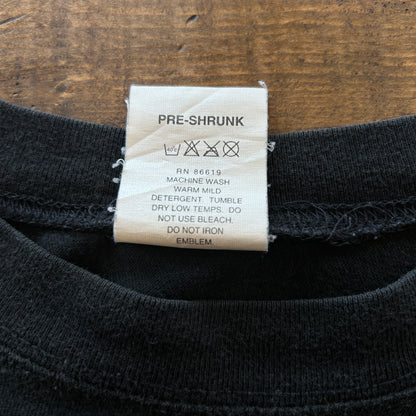 PRE-SHRUNK
40°C
RN 86619
MACHINE WASH
WARM MILD
DETERGENT. TUMBLE
DRY LOW TEMPS. DO
NOT USE BLEACH.
DO NOT IRON
EMBLEM.